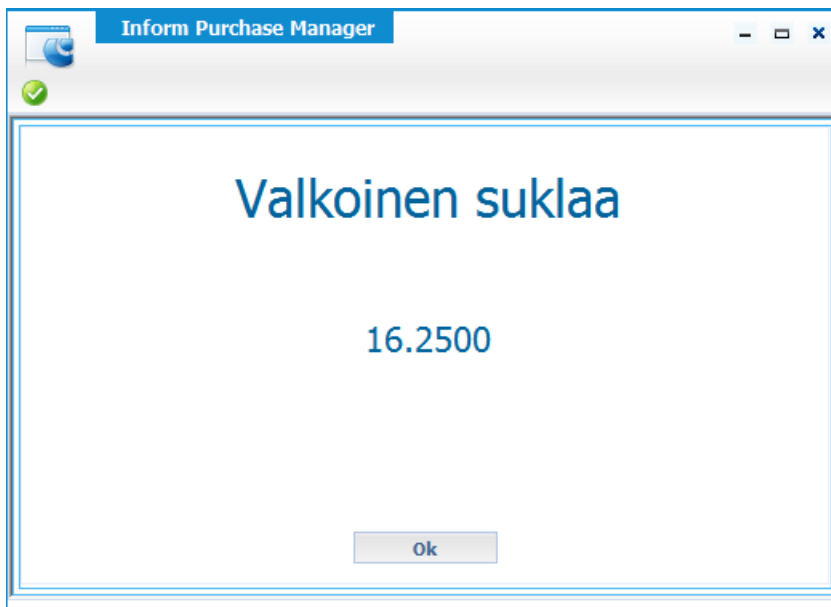 Inform Purchase Manager
Valkoinen suklaa
16.2500
Ok